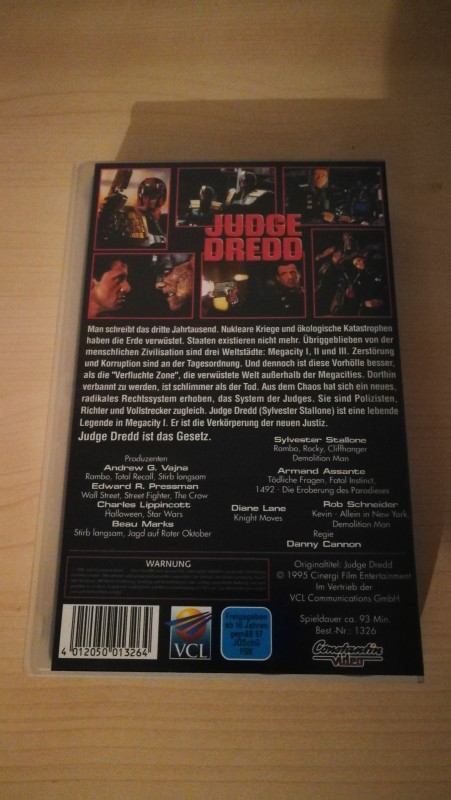 JUDGE
DREDD
Man schreibt das dritte Jahrtausend. Nukleare Kriege und ökologische Katastrophen
haben die Erde verwüstet. Staaten existieren nicht mehr. Übriggeblieben von der
menschlichen Zivilisation sind drei Weltstädte: Megacity I, II und III. Zerstörung
und Korruption sind an der Tagesordnung. Und dennoch ist diese Vorhölle besser,
als die "Verfluchte Zone", die verwüstete Welt außerhalb der Megacities. Dorthin
verbannt zu werden, ist schlimmer als der Tod. Aus dem Chaos hat sich ein neues,
radikales Rechtssystem erhoben, das System der Judges. Sie sind Polizisten,
Richter und Vollstrecker zugleich. Judge Dredd (Sylvester Stallone) ist eine lebende
Legende in Megacity I. Er ist die Verkörperung der neuen Justiz.
Judge Dredd ist das Gesetz.
Produzenten
Andrew G. Vajna
Rambo, Total Recall, Stirb langsam
Edward R. Pressman
Wall Street, Street Fighter, The Crow
Charles Lippincott
Halloween, Star Wars
Beau Marks
Stirb langsam, Jagd auf Roter Oktober
Sylvester Stallone
Rambo, Rocky, Cliffhanger
Demolition Man
Armand Assante
Tödliche Fragen, Fatal Instinct,
1492 - Die Eroberung des Paradieses
Diane Lane
Knight Moves
Rob Schneider
Kevin - Allein in New York,
Demolition Man
Regie
Danny Cannon
WARNUNG
Originaltitel: Judge Dredd
© 1995 Cinergi Film Entertainment
Im Vertrieb der
VCL Communications GmbH
Spieldauer ca. 93 Min.
Best.-Nr.: 1326
4 012050 013264
VCL
Freigegeben
ab 16 Jahren
gemäß §7
JÖSchG
FSK
Constantin
Video